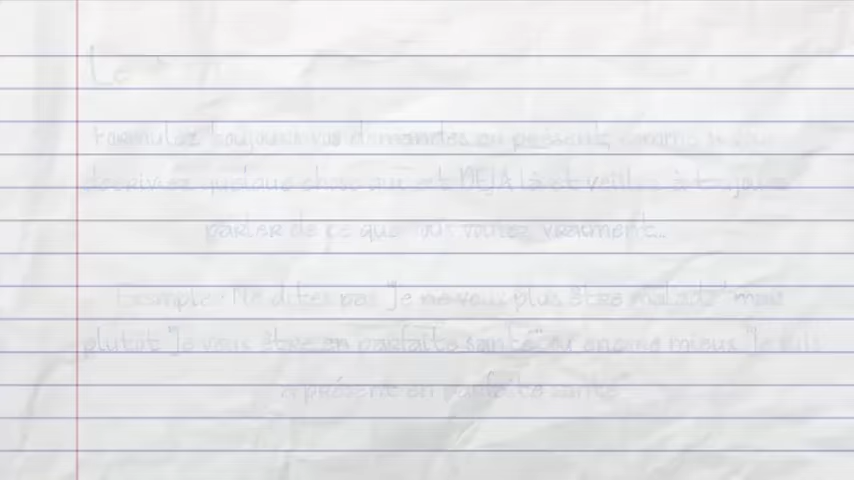 Le
Formulez toujours vos demandes au présent, comme si vous
décriviez quelque chose qui est DEJA là et veillez à toujours
parler de ce que vous voulez vraiment..
Exemple: Ne dites pas "Je ne veux plus être malade" mais
plutôt "Je veux être en parfaite santé" ou encore mieux "Je suis
à présent en parfaite santé"